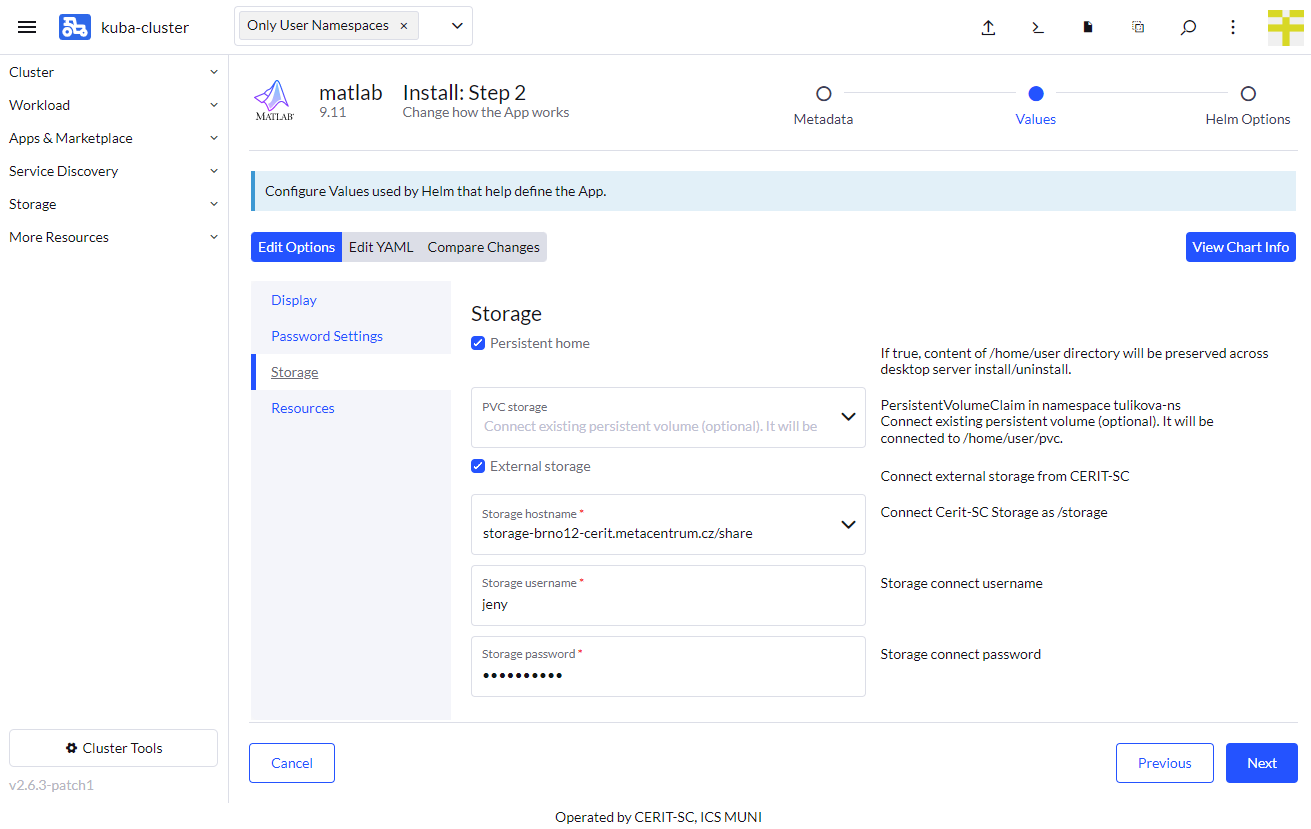 kuba-cluster
Only User Namespaces ×
Cluster
Workload
Apps & Marketplace
Service Discovery
Storage
More Resources
MATLAB
matlab
9.11
Install: Step 2
Change how the App works
Metadata
Values
Helm Options
Configure Values used by Helm that help define the App.
Edit Options
Edit YAML
Compare Changes
View Chart Info
Display
Password Settings
Storage
Resources
Storage
Persistent home
If true, content of /home/user directory will be preserved across
desktop server install/uninstall.
PVC storage
Connect existing persistent volume (optional). It will be
PersistentVolumeClaim in namespace tulikova-ns
Connect existing persistent volume (optional). It will be
connected to /home/user/pvc.
External storage
Connect external storage from CERIT-SC
Storage hostname *
storage-brno12-cerit.metacentrum.cz/share
Connect Cerit-SC Storage as /storage
Storage username *
jeny
Storage connect username
Storage password *
••••••••••
Storage connect password
Cluster Tools
v2.6.3-patch1
Cancel
Previous
Next
Operated by CERIT-SC, ICS MUNI